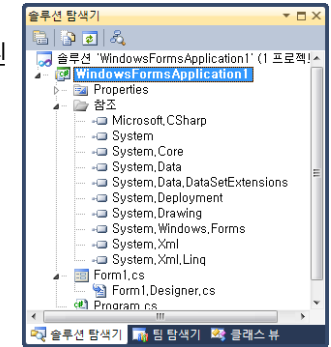 솔루션 탐색기
솔루션 'WindowsFormsApplication1' (1 프로젝
WindowsFormsApplication1
Properties
참조
Microsoft.CSharp
System
System.Core
System.Data
System.Data.DataSetExtensions
System.Deployment
System.Drawing
System.Windows.Forms
System.Xml
System.Xml.Linq
Form1.cs
Form1.Designer.cs
Program.cs
솔루션 탐색기 팀 탐색기 클래스 뷰